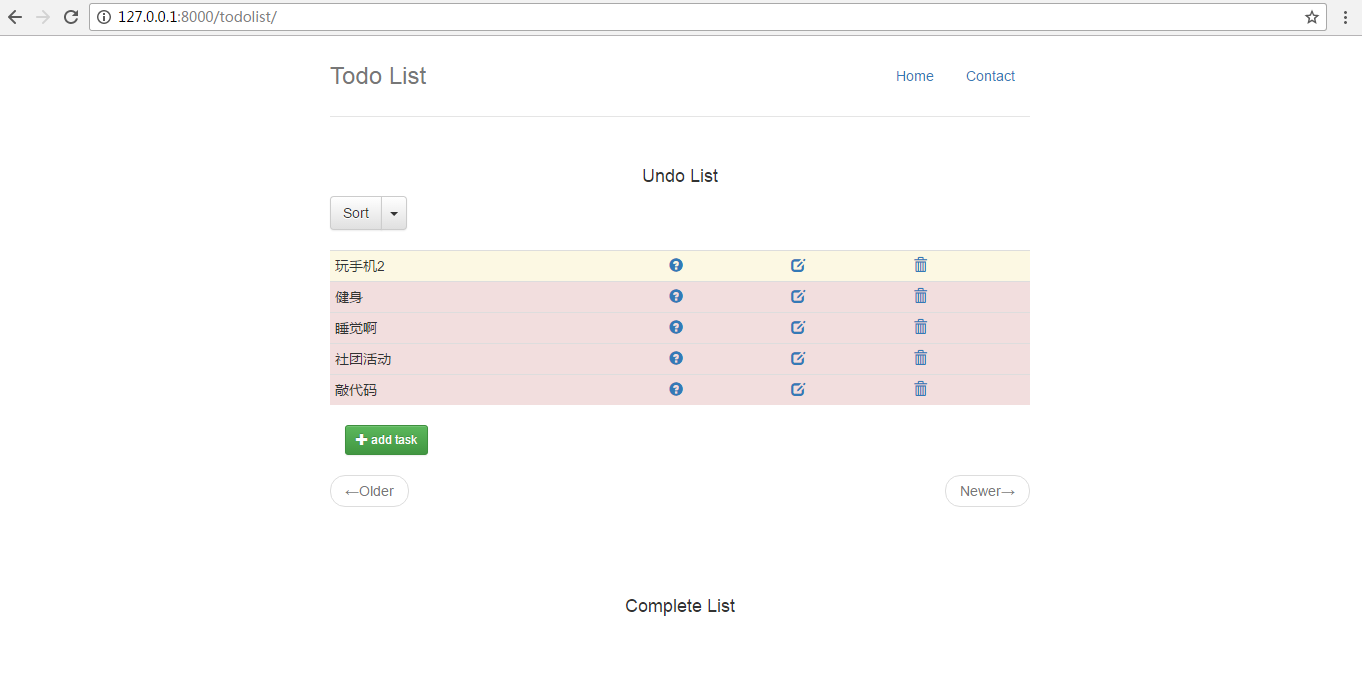 127.0.0.1:8000/todolist/
Todo List Home Contact
Undo List
Sort
玩手机2
健身
睡觉啊
社团活动
敲代码
add task
←Older Newer→
Complete List